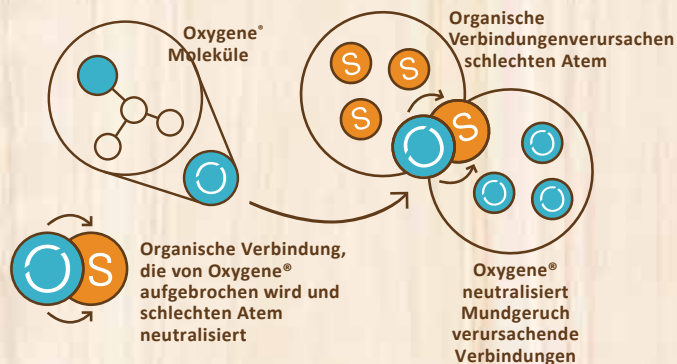 Oxygene®
Moleküle
Organische
Verbindungenverursachen
schlechten Atem
S
S
S
S
S
Organische Verbindung,
die von Oxygene®
aufgebrochen wird und
schlechten Atem
neutralisiert
Oxygene®
neutralisiert
Mundgeruch
verursachende
Verbindungen